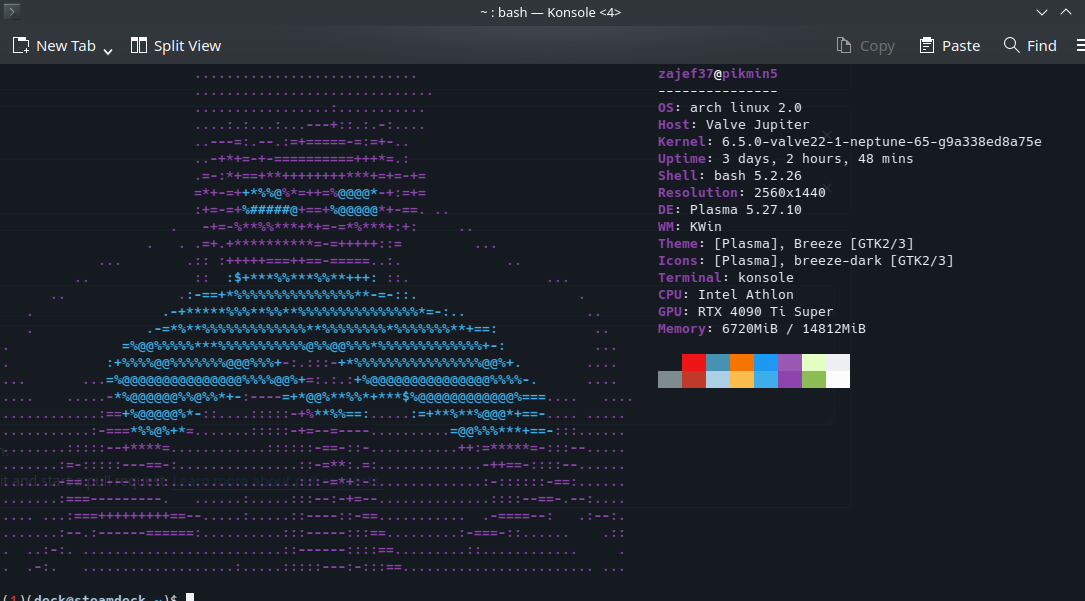 ~ : bash — Konsole <4>
New Tab
Split View
Copy
Paste
Find
zajef37@pikmin5
---------------
OS: arch linux 2.0
Host: Valve Jupiter
Kernel: 6.5.0-valve22-1-neptune-65-g9a338ed8a75e
Uptime: 3 days, 2 hours, 48 mins
Shell: bash 5.2.26
Resolution: 2560x1440
DE: Plasma 5.27.10
WM: KWin
Theme: [Plasma], Breeze [GTK2/3]
Icons: [Plasma], breeze-dark [GTK2/3]
Terminal: konsole
CPU: Intel Athlon
GPU: RTX 4090 Ti Super
Memory: 6720MiB / 14812MiB
(1)(deck@steamdeck ~)$